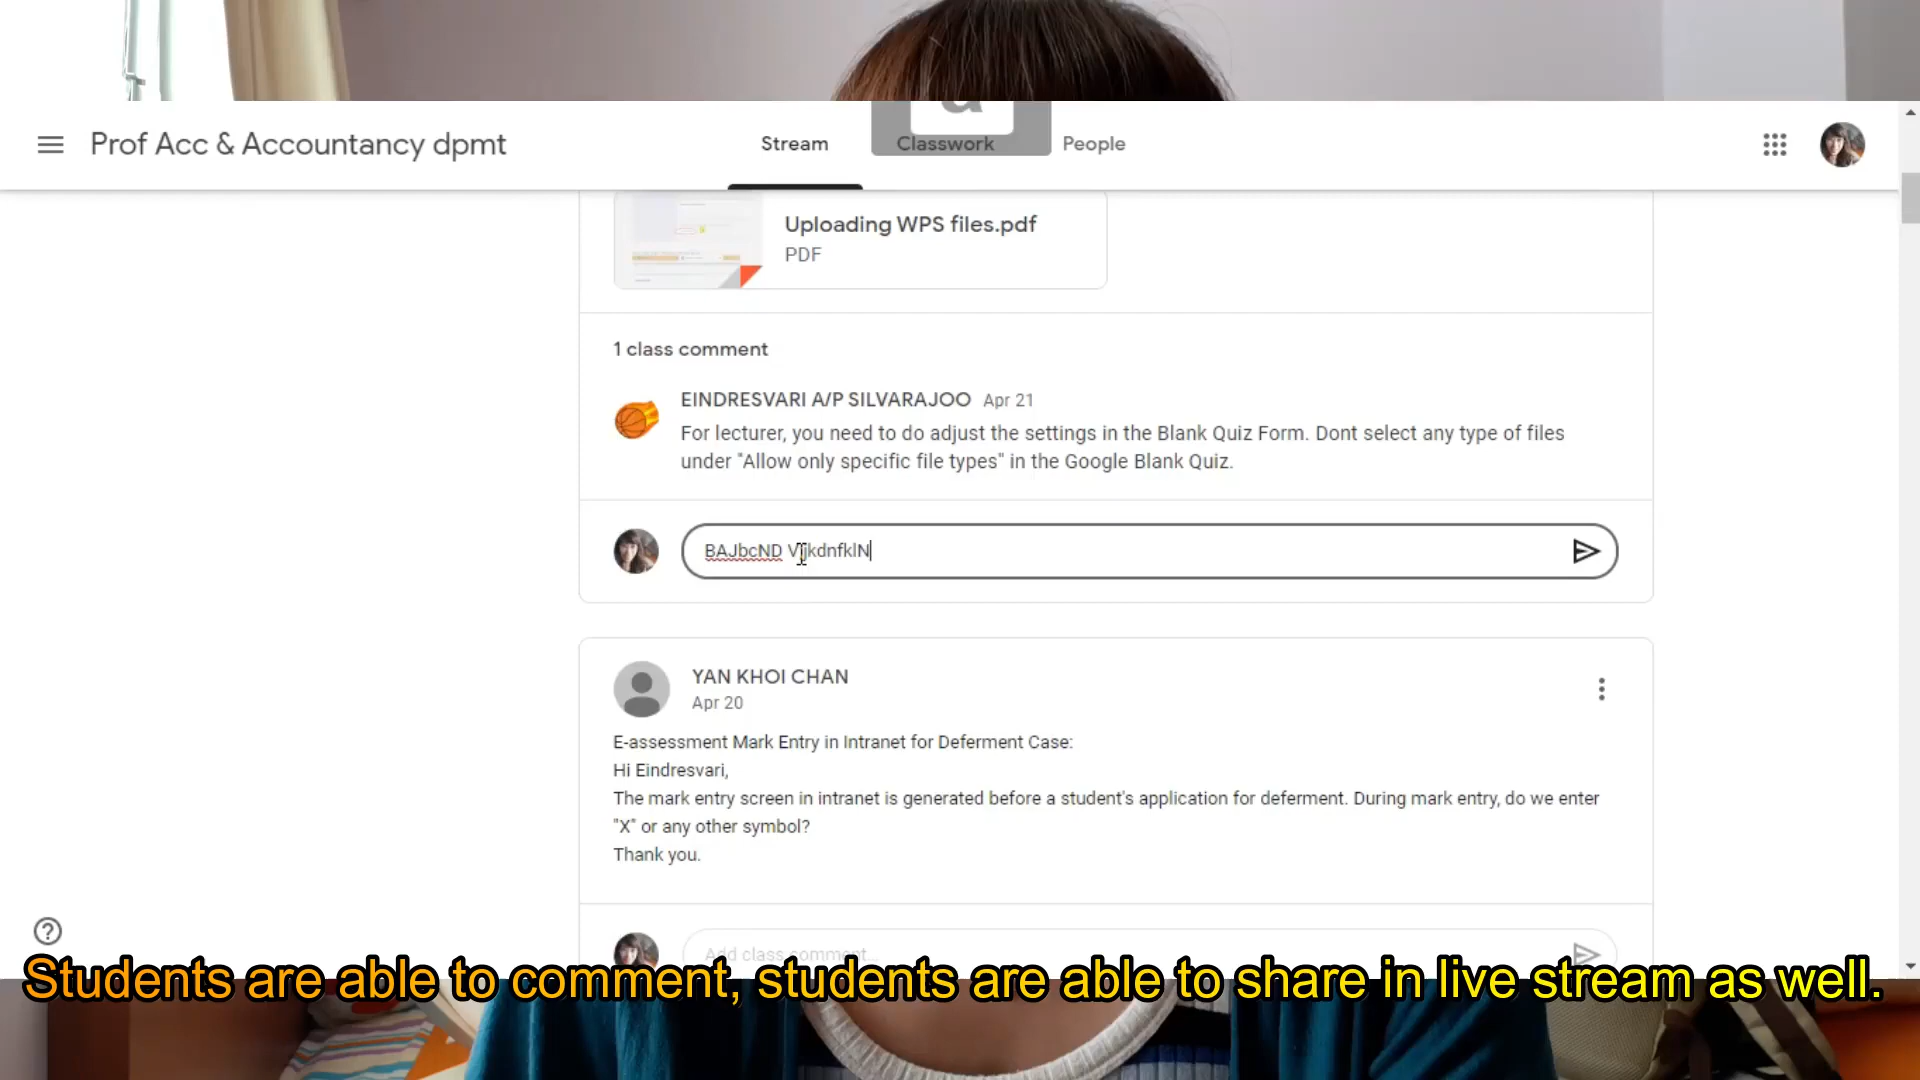 Prof Acc & Accountancy dpmt
Stream
Classwork
People
Uploading WPS files.pdf
PDF
1 class comment
EINDRESVARI A/P SILVARAJOO Apr 21
For lecturer, you need to do adjust the settings in the Blank Quiz Form. Dont select any type of files
under "Allow only specific file types" in the Google Blank Quiz.
BAJbcND VjkdnfklN
YAN KHOI CHAN
Apr 20
E-assessment Mark Entry in Intranet for Deferment Case:
Hi Eindresvari,
The mark entry screen in intranet is generated before a student's application for deferment. During mark entry, do we enter
"X" or any other symbol?
Thank you.
Add class comment...
Students are able to comment, students are able to share in live stream as well.